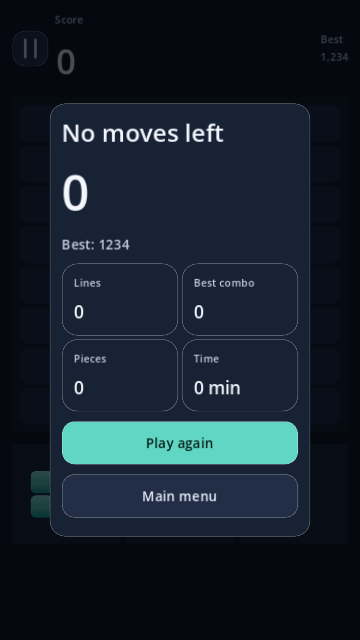 Score
0
Best
1,234
No moves left
0
Best: 1234
Lines
0
Best combo
0
Pieces
0
Time
0 min
Play again
Main menu